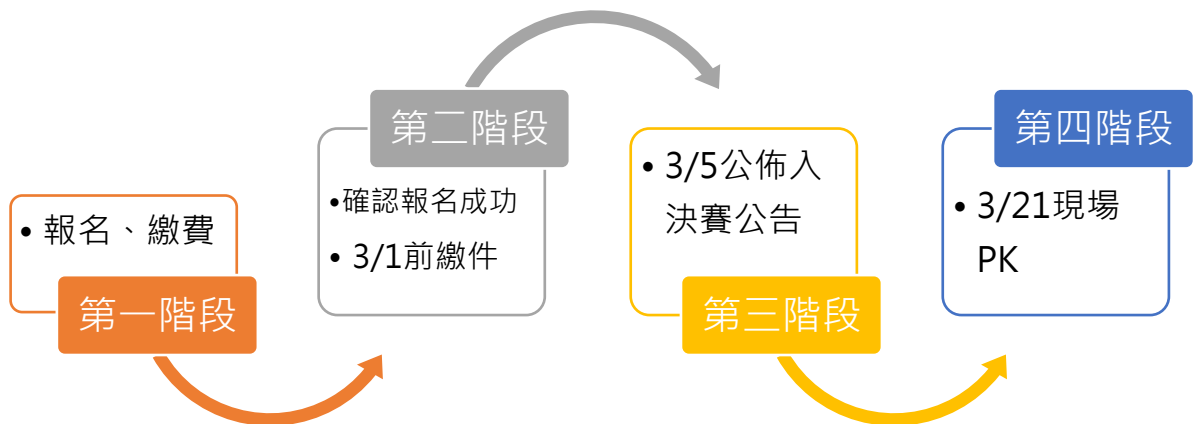 • 報名、繳費
第一階段
第二階段
•確認報名成功
• 3/1前繳件
• 3/5公佈入
決賽公告
第三階段
第四階段
• 3/21現場
PK